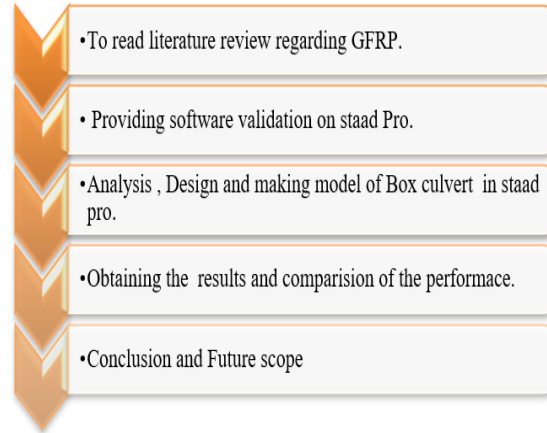 •To read literature review regarding GFRP.
• Providing software validation on staad Pro.
•Analysis , Design and making model of Box culvert in staad
pro.
•Obtaining the results and comparision of the performace.
•Conclusion and Future scope